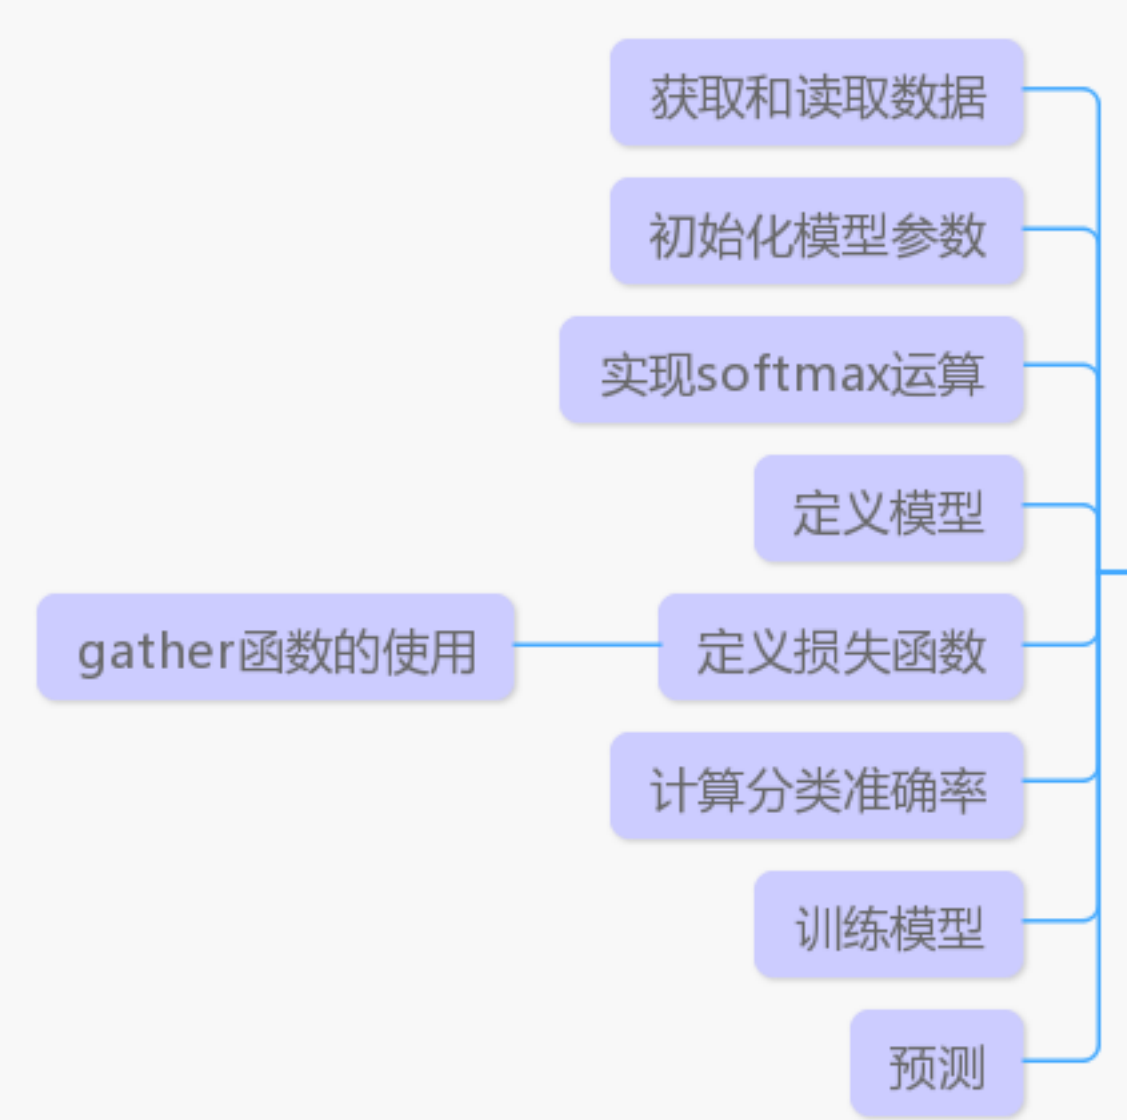 获取和读取数据
初始化模型参数
实现softmax运算
定义模型
gather函数的使用
定义损失函数
计算分类准确率
训练模型
预测